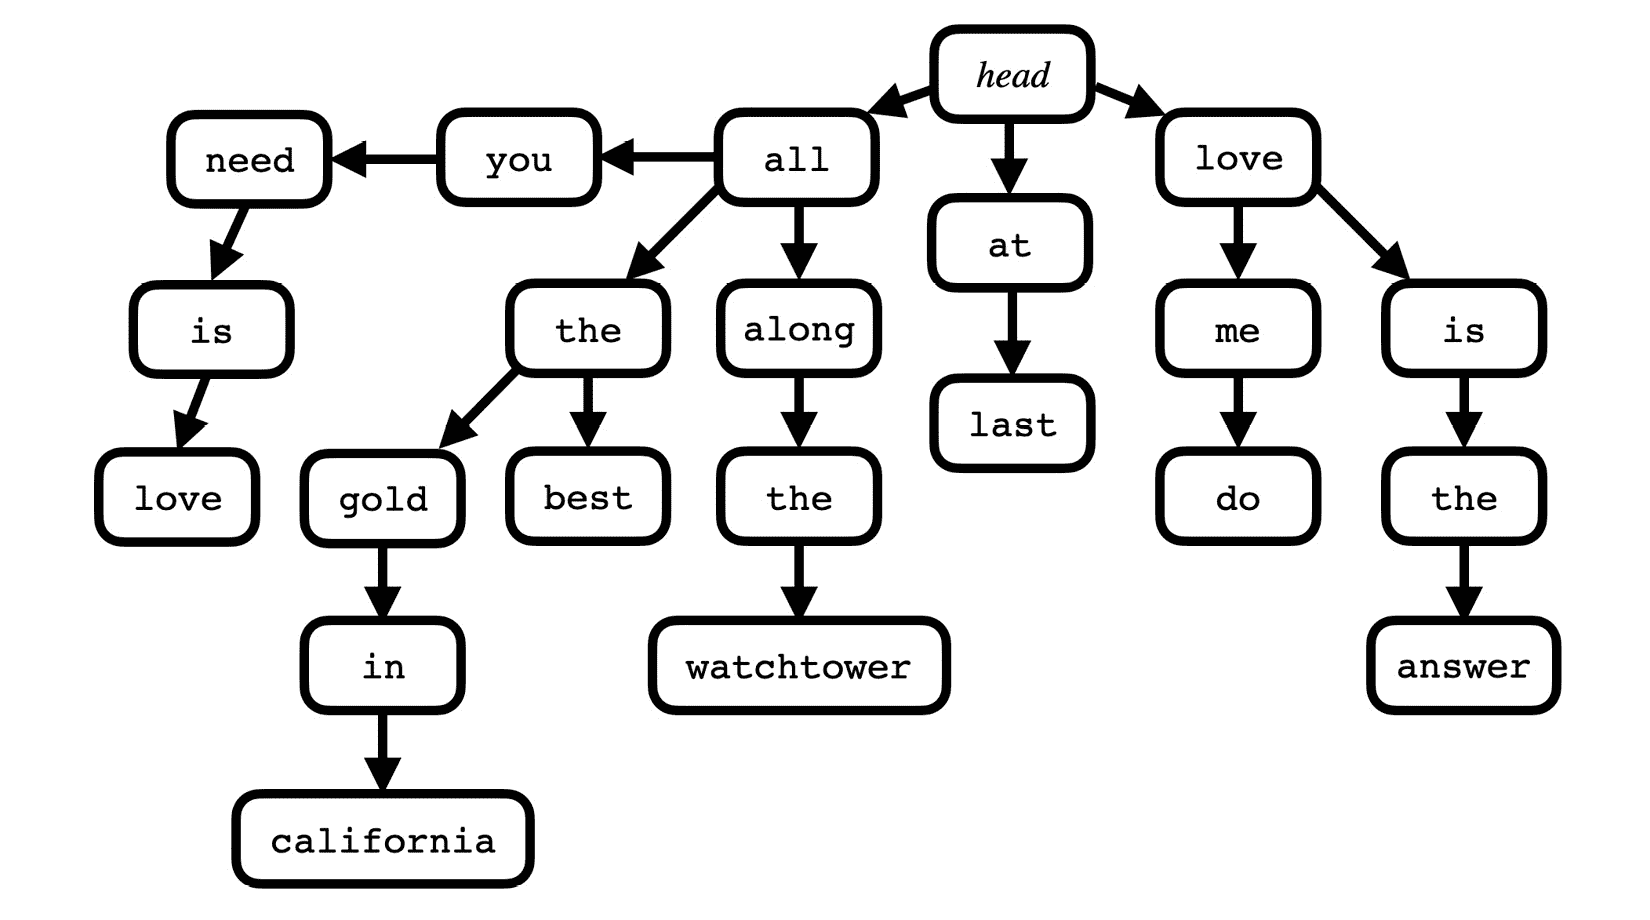 head
need
you
all
love
at
is
the
along
me
is
last
love
gold
best
the
do
the
in
watchtower
answer
california